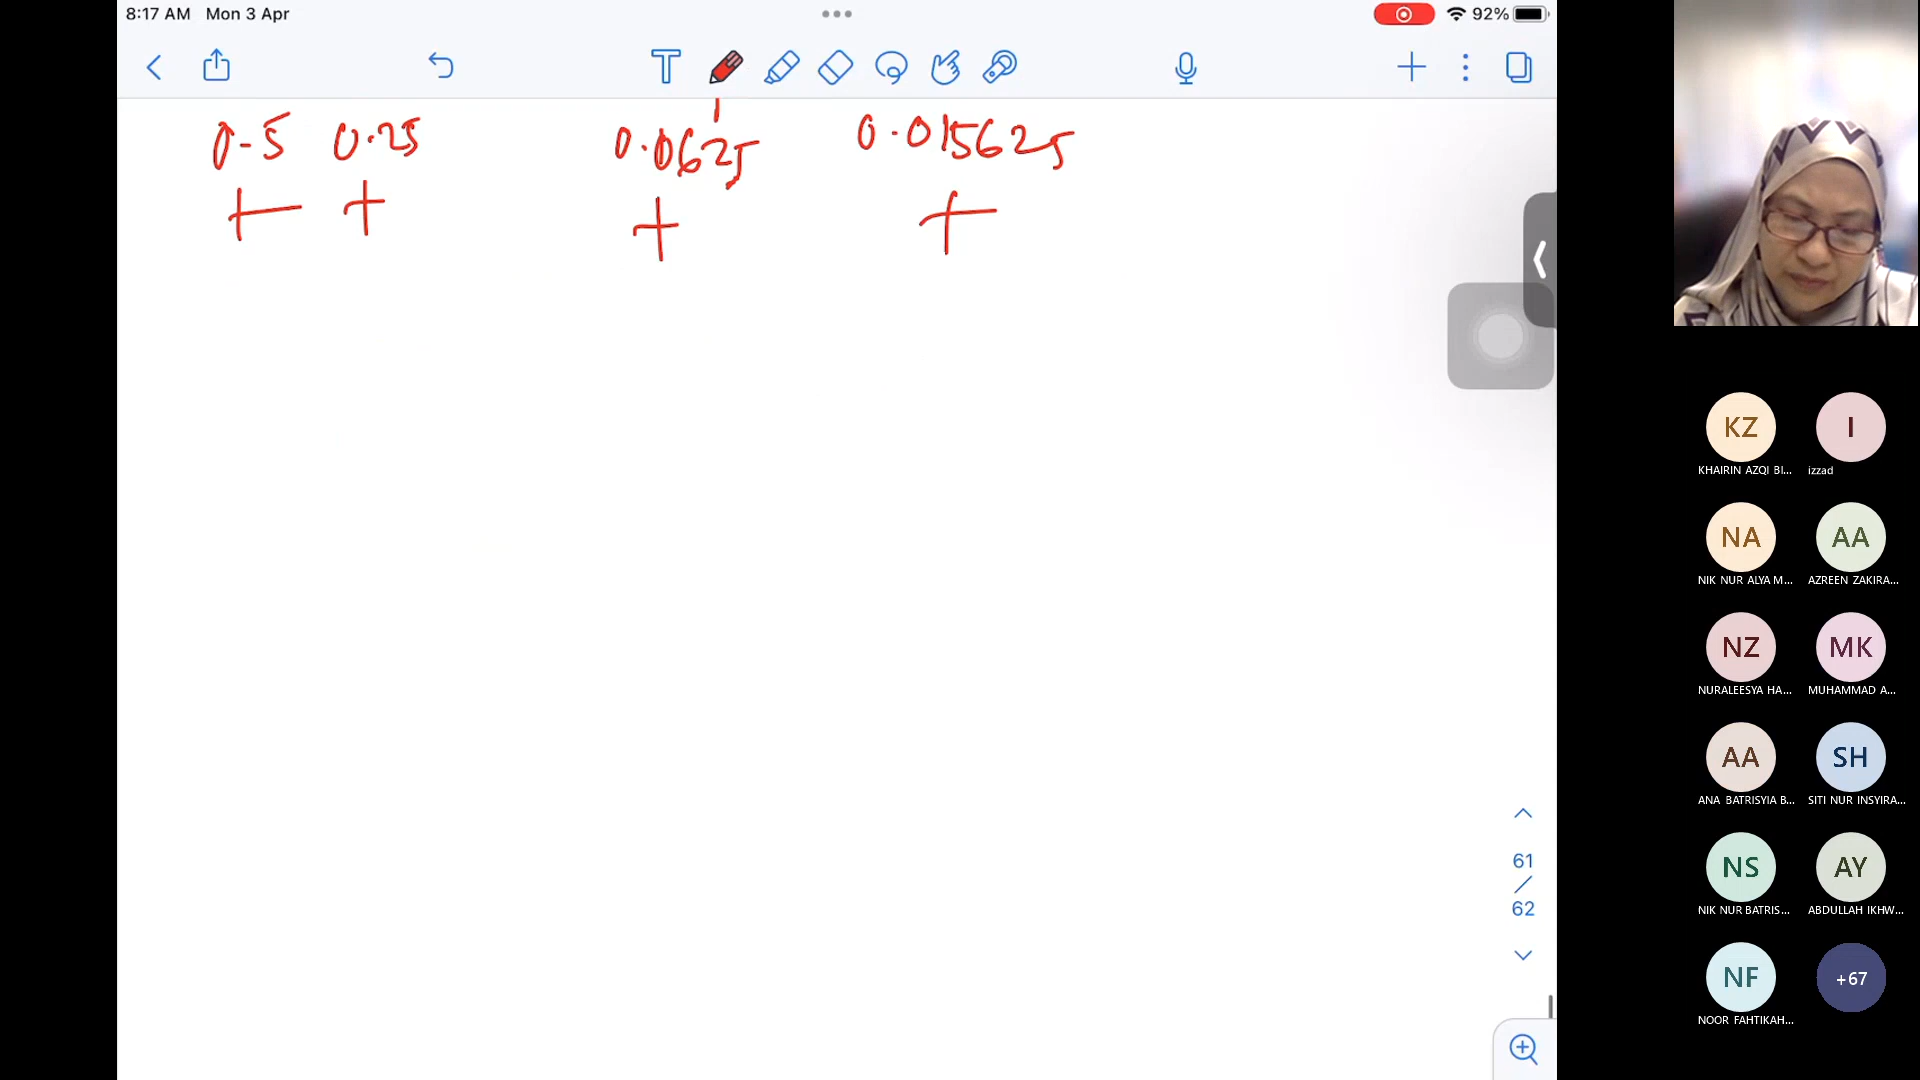 8:17 AM Mon 3 Apr
92%
0.5 0.25 0.0625 0.015625
+ + + +
KZ I
KHAIRIN AZQI BI... izzad
NA AA
NIK NUR ALYA M... AZREEN ZAKIRA...
NZ MK
NURALEESYA HA... MUHAMMAD A...
AA SH
ANA BATRISYIA B... SITI NUR INSYIRA...
NS AY
NIK NUR BATRIS... ABDULLAH IKHW...
NF +67
NOOR FAHTIKAH...
61
/
62